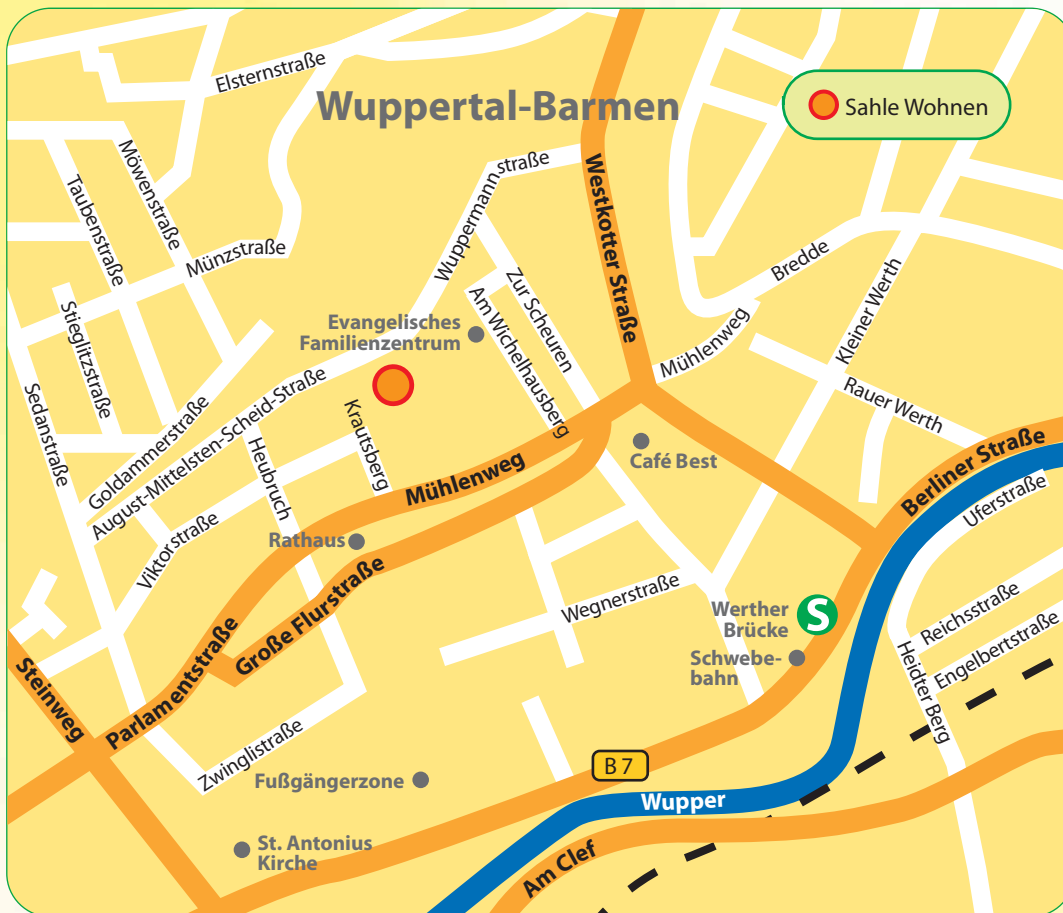 Wuppertal-Barmen
Sahle Wohnen
Elsternstraße
Möwenstraße
Taubenstraße
Münzstraße
Stieglitzstraße
Sedanstraße
Wuppermannstraße
Westkotter Straße
Zur Scheuren
Am Wichelhausberg
Bredde
Mühlenweg
Kleiner Werth
Rauer Werth
Evangelisches
Familienzentrum
Goldammerstraße
August-Mittelsten-Scheid-Straße
Krautsberg
Heubruch
Viktorstraße
Mühlenweg
Café Best
Berliner Straße
Uferstraße
Rathaus
Große Flurstraße
Parlamentstraße
Steinweg
Wegnerstraße
Werther
Brücke
S
Schwebe-
bahn
Reichsstraße
Engelbertstraße
Heidter Berg
Zwinglistraße
Fußgängerzone
B 7
Wupper
St. Antonius
Kirche
Am Clef